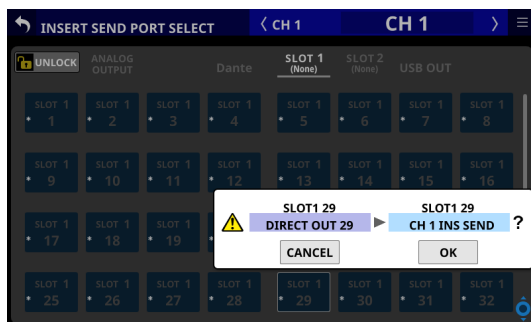 INSERT SEND PORT SELECT
CH 1
CH 1
UNLOCK
ANALOG
OUTPUT
Dante
SLOT 1
(None)
SLOT 2
(None)
USB OUT
SLOT 1
1
SLOT 1
2
SLOT 1
3
SLOT 1
4
SLOT 1
5
SLOT 1
6
SLOT 1
7
SLOT 1
8
SLOT 1
9
SLOT 1
10
SLOT 1
11
SLOT 1
12
SLOT 1
13
SLOT 1
14
SLOT 1
15
SLOT 1
16
SLOT 1
17
SLOT 1
18
SLOT 1
19
SLOT1 29
DIRECT OUT 29
SLOT1 29
CH 1 INS SEND
?
CANCEL
OK
SLOT 1
25
SLOT 1
26
SLOT 1
27
SLOT 1
28
SLOT 1
29
SLOT 1
30
SLOT 1
31
SLOT 1
32